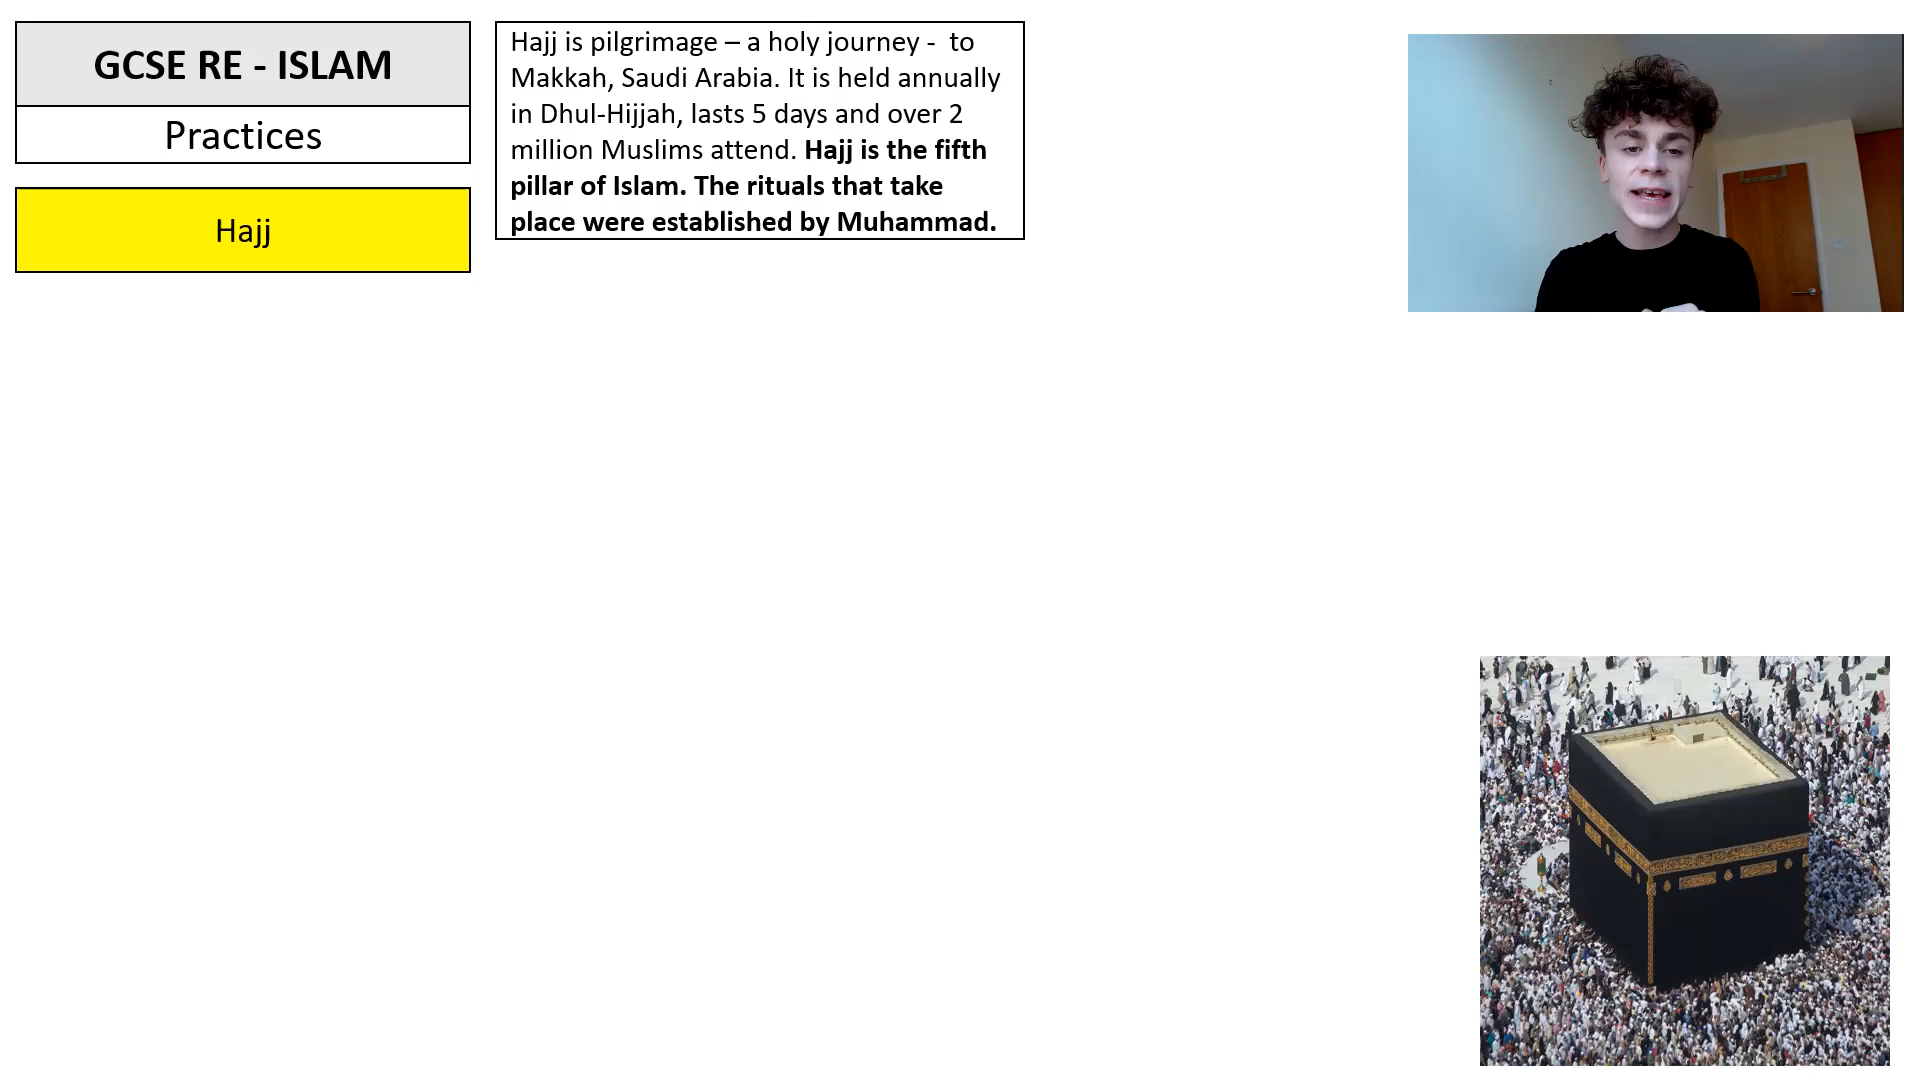 GCSE RE - ISLAM
Practices
Hajj
Hajj is pilgrimage – a holy journey -  to
Makkah, Saudi Arabia. It is held annually
in Dhul-Hijjah, lasts 5 days and over 2
million Muslims attend. Hajj is the fifth
pillar of Islam. The rituals that take
place were established by Muhammad.